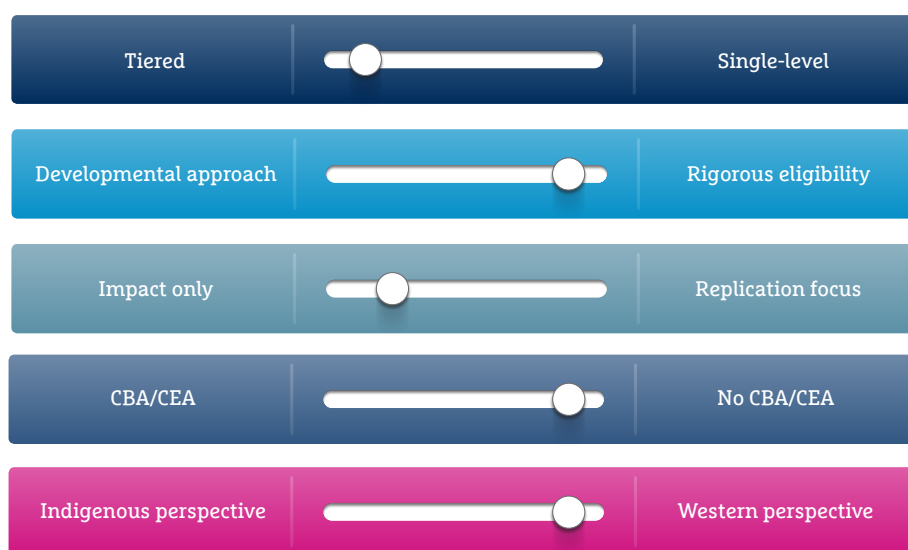 Tiered Single-level
Developmental approach Rigorous eligibility
Impact only Replication focus
CBA/CEA No CBA/CEA
Indigenous perspective Western perspective